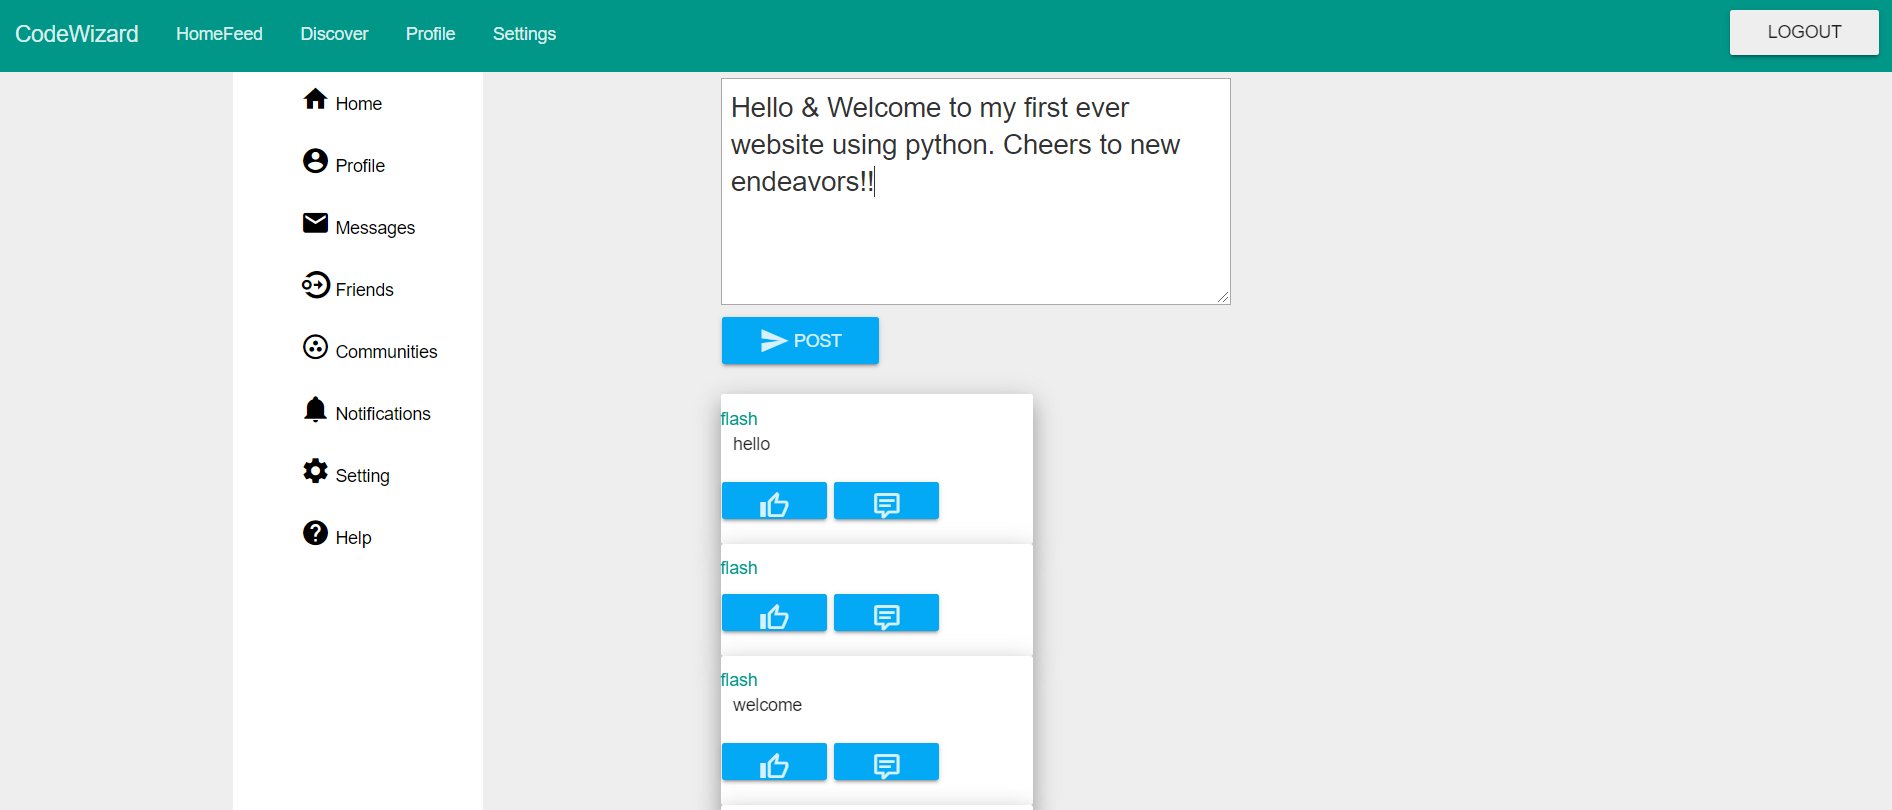 CodeWizard HomeFeed Discover Profile Settings LOGOUT
Home
Profile
Messages
Friends
Communities
Notifications
Setting
Help
Hello & Welcome to my first ever
website using python. Cheers to new
endeavors!!
POST
flash
hello
flash
flash
welcome